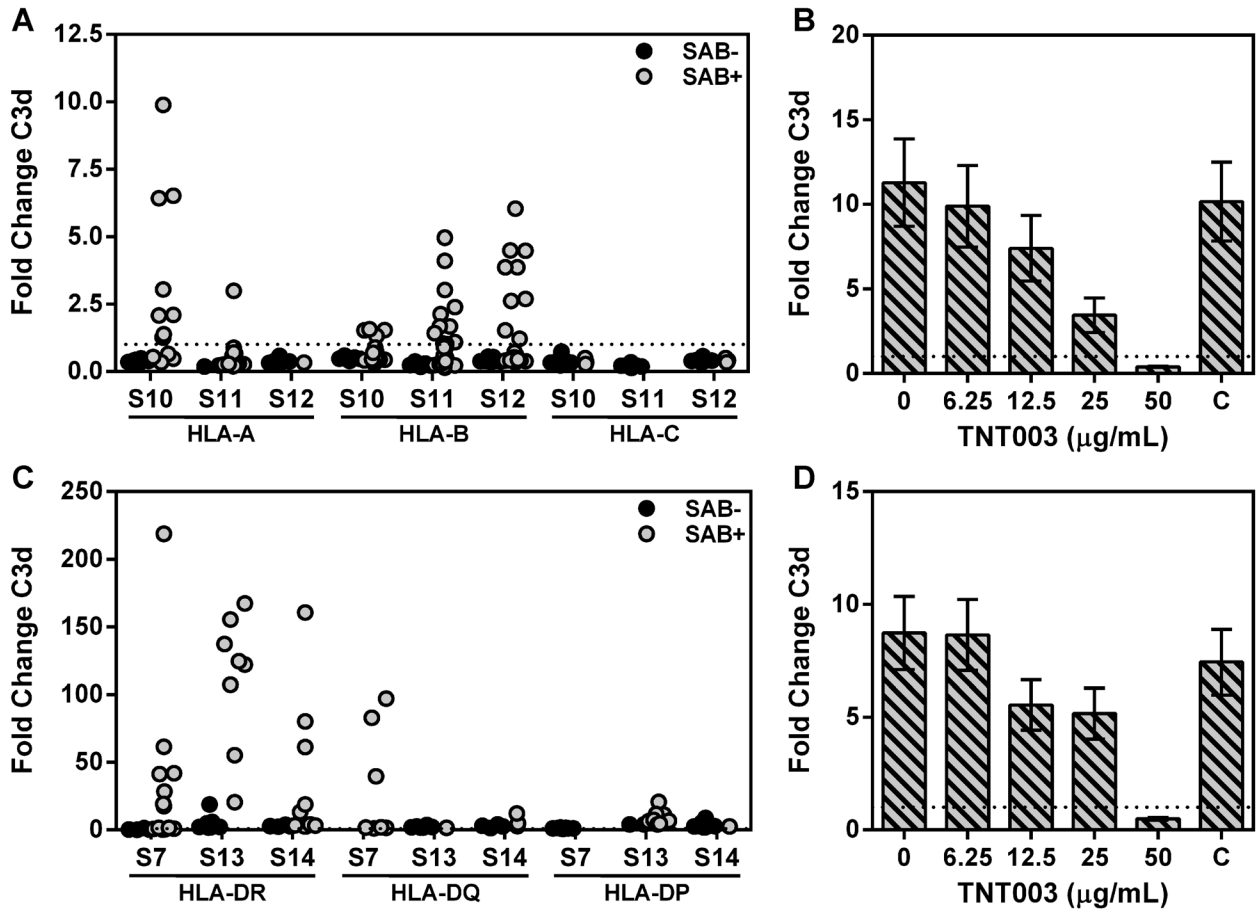 A
Fold Change C3d
12.5
10.0
7.5
5.0
2.5
0.0
SAB-
SAB+
S10 S11 S12 S10 S11 S12 S10 S11 S12
HLA-A HLA-B HLA-C
B
Fold Change C3d
20
15
10
5
0
0 6.25 12.5 25 50 C
TNT003 (μg/mL)
C
Fold Change C3d
250
200
150
100
50
0
SAB-
SAB+
S7 S13 S14 S7 S13 S14 S7 S13 S14
HLA-DR HLA-DQ HLA-DP
D
Fold Change C3d
15
10
5
0
0 6.25 12.5 25 50 C
TNT003 (μg/mL)